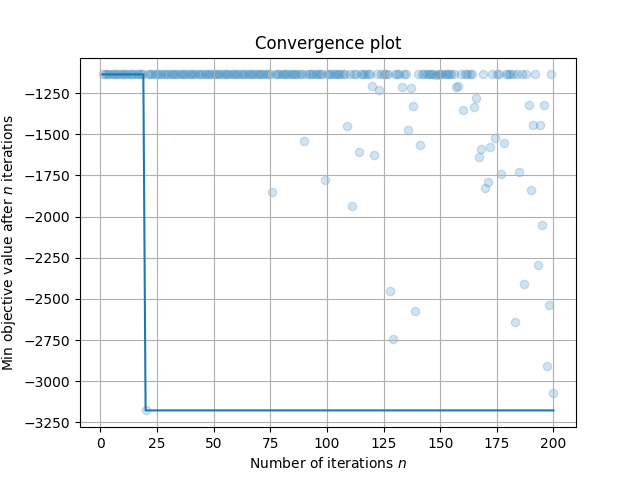 Convergence plot
Min objective value after n iterations
−1250
−1500
−1750
−2000
−2250
−2500
−2750
−3000
−3250
0 25 50 75 100 125 150 175 200
Number of iterations n